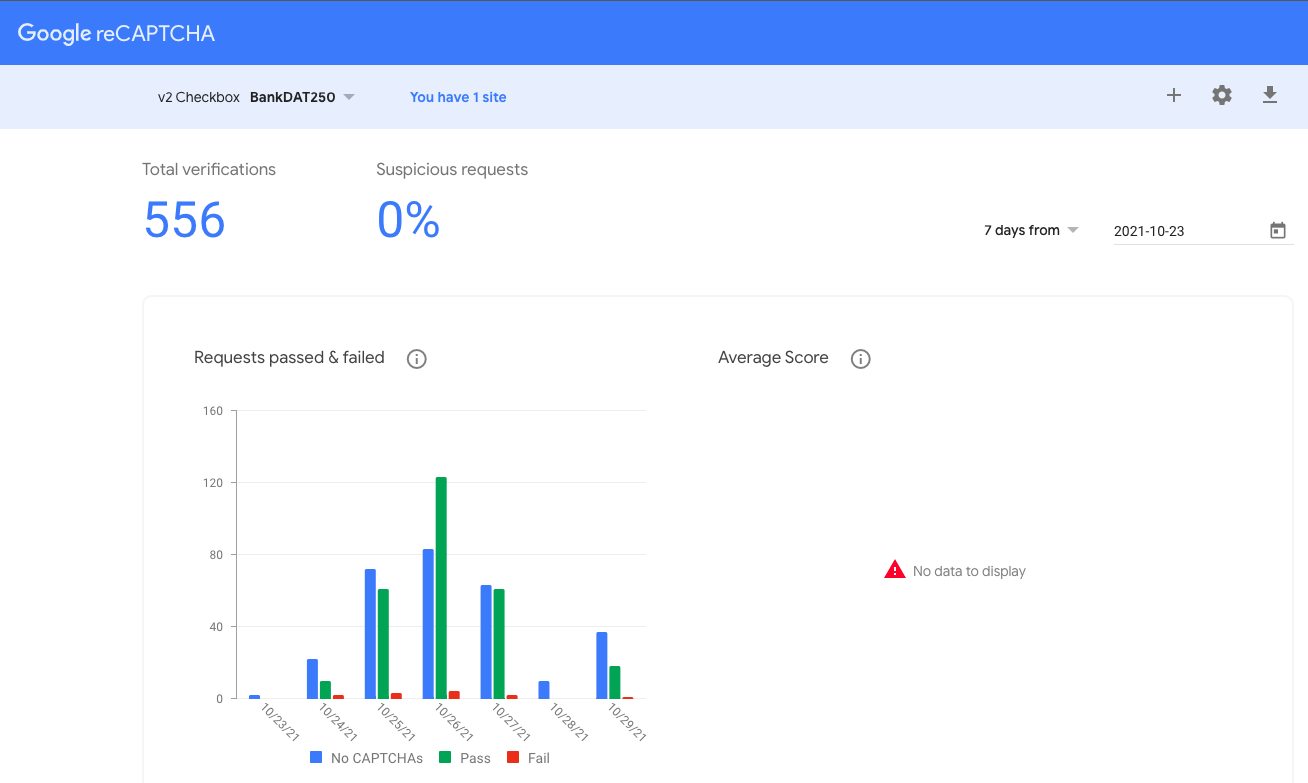 Google reCAPTCHA
v2 Checkbox BankDAT250 You have 1 site
Total verifications Suspicious requests
556 0%
7 days from 2021-10-23
Requests passed & failed Average Score
160
120
80
40
0
No data to display
10/23/21 10/24/21 10/25/21 10/26/21 10/27/21 10/28/21 10/29/21
No CAPTCHAs Pass Fail